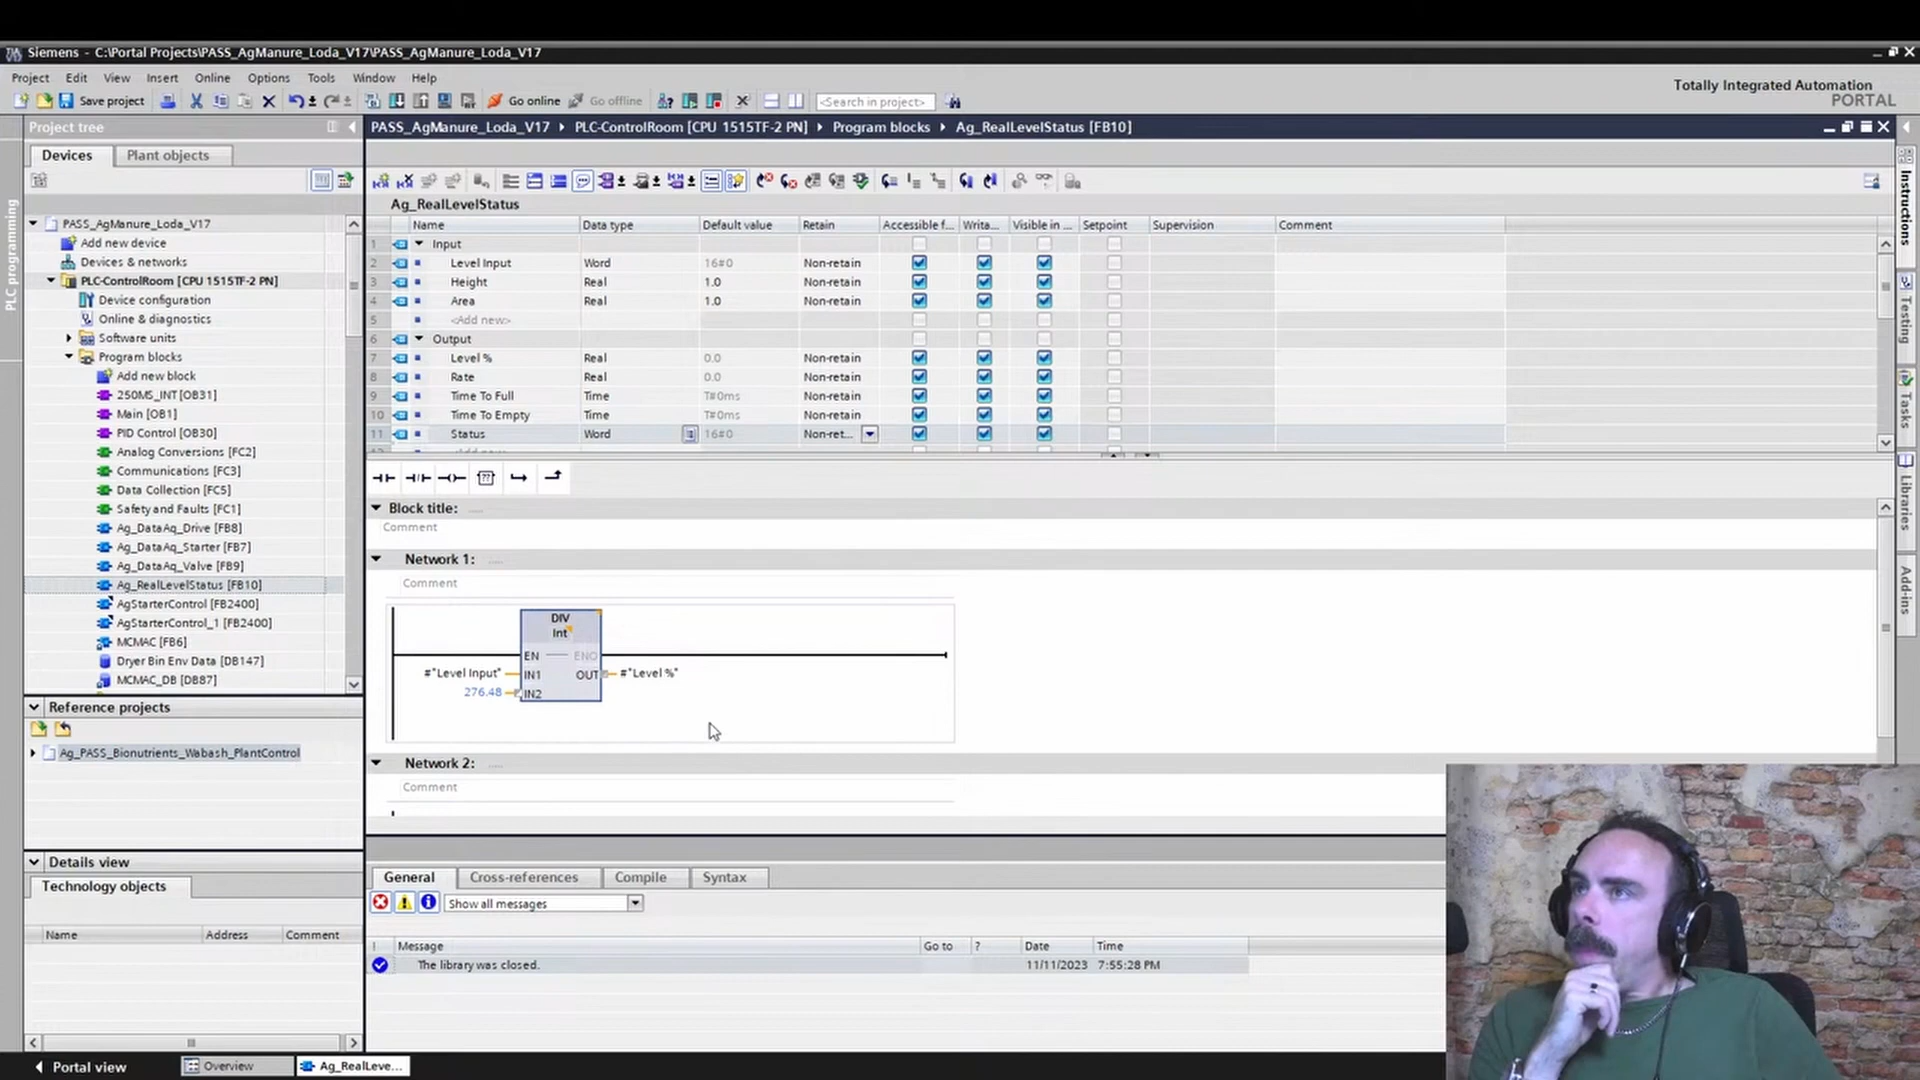 Siemens - C:\Portal Projects\PASS_AgManure_Loda_V17\PASS_AgManure_Loda_V17
Project Edit View Insert Online Options Tools Window Help
Totally Integrated Automation
PORTAL
Save project
Go online
Go offline
<Search in project>
Project tree
PASS_AgManure_Loda_V17 PLC-ControlRoom [CPU 1515TF-2 PN] Program blocks Ag_RealLevelStatus [FB10]
PLC programming
Devices
Plant objects
PASS_AgManure_Loda_V17
Add new device
Devices & networks
PLC-ControlRoom [CPU 1515TF-2 PN]
Device configuration
Online & diagnostics
Software units
Program blocks
Add new block
250MS_INT [OB31]
Main [OB1]
PID Control [OB30]
Analog Conversions [FC2]
Communications [FC3]
Data Collection [FC5]
Safety and Faults [FC1]
Ag_DataAq_Drive [FB8]
Ag_DataAq_Starter [FB7]
Ag_DataAq_Valve [FB9]
Ag_RealLevelStatus [FB10]
AgStarterControl [FB2400]
AgStarterControl_1 [FB2400]
MCMAC [FB6]
Dryer Bin Env Data [DB147]
MCMAC_DB [DB87]
Reference projects
Ag_PASS_Bionutrients_Wabash_PlantControl
Details view
Technology objects
Name Address Comment
Ag_RealLevelStatus
Name Data type Default value Retain Accessible f... Writa... Visible in ... Setpoint Supervision Comment
1 Input
2 Level Input Word 16#0 Non-retain
3 Height Real 1.0 Non-retain
4 Area Real 1.0 Non-retain
5 <Add new>
6 Output
7 Level % Real 0.0 Non-retain
8 Rate Real 0.0 Non-retain
9 Time To Full Time T#0ms Non-retain
10 Time To Empty Time T#0ms Non-retain
11 Status Word 16#0 Non-ret...
??
Block title: .....
Comment
Network 1: .....
Comment
DIV
Int
EN ENO
#"Level Input" IN1 OUT #"Level %"
276.48 IN2
Network 2: .....
Comment
General Cross-references Compile Syntax
Show all messages
! Message Go to ? Date Time
The library was closed. 11/11/2023 7:55:28 PM
Instructions
Testing
Tasks
Libraries
Add-ins
Portal view
Overview
Ag_RealLeve...